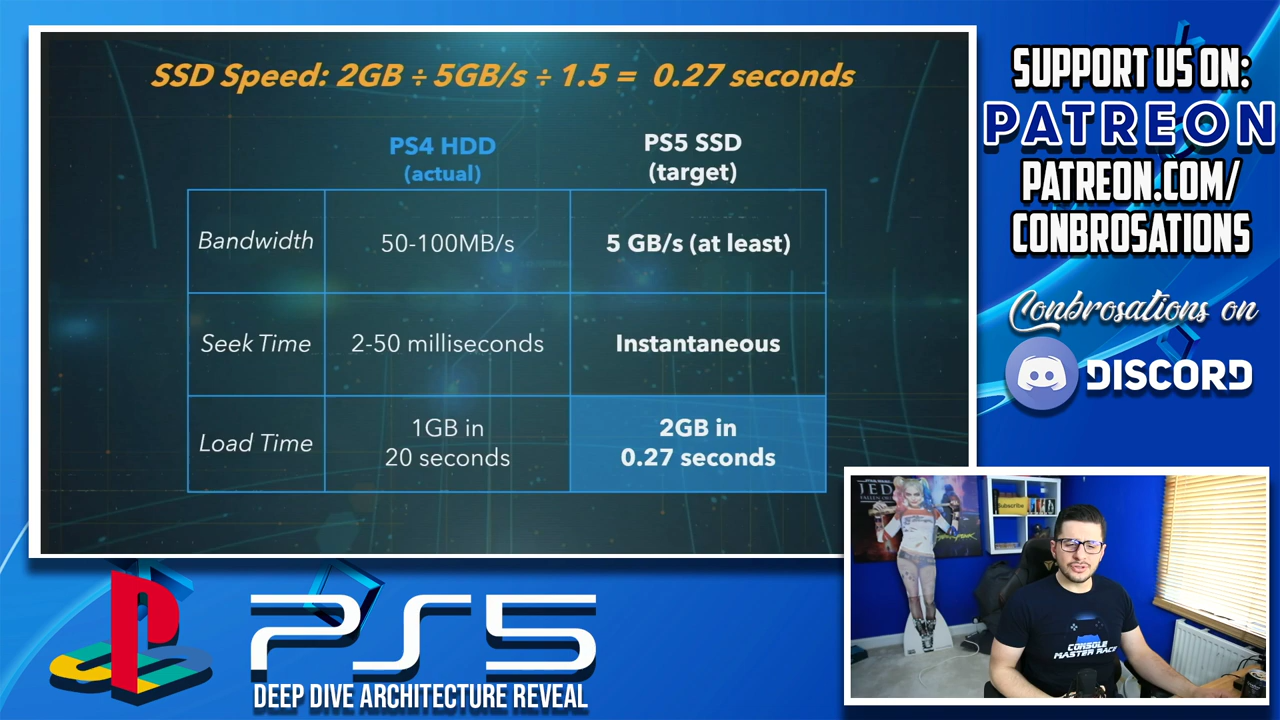 SSD Speed: 2GB ÷ 5GB/s ÷ 1.5 = 0.27 seconds
PS4 HDD
(actual)
PS5 SSD
(target)
Bandwidth
50-100MB/s
5 GB/s (at least)
Seek Time
2-50 milliseconds
Instantaneous
Load Time
1GB in
20 seconds
2GB in
0.27 seconds
SUPPORT US ON:
PATREON
PATREON.COM/
CONBROSATIONS
Conbrosations on
DISCORD
JEDI
Subscribe
CONSOLE
MASTER RACE
PS5
DEEP DIVE ARCHITECTURE REVEAL